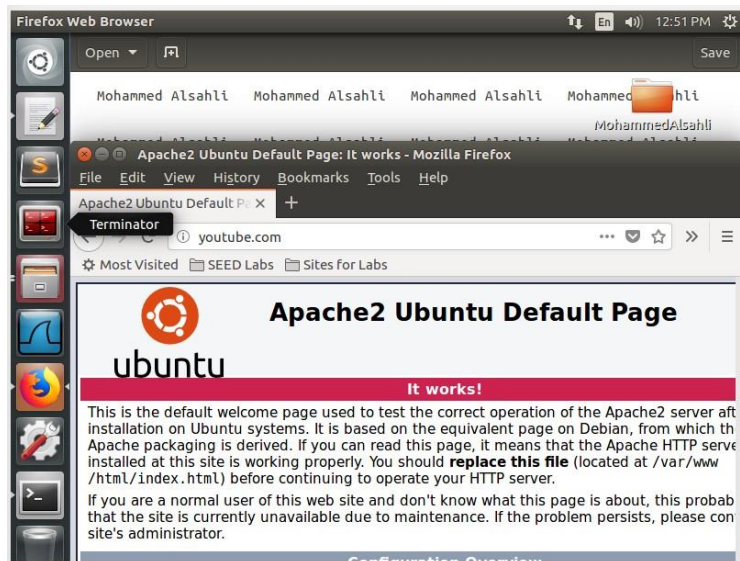 Firefox Web Browser
En
12:51 PM
Open
Save
Mohammed Alsahli Mohammed Alsahli Mohammed Alsahli Mohammed
MohammedAlsahli
Apache2 Ubuntu Default Page: It works - Mozilla Firefox
File Edit View History Bookmarks Tools Help
Apache2 Ubuntu Default
Terminator
youtube.com
Most Visited SEED Labs Sites for Labs
ubuntu
Apache2 Ubuntu Default Page
It works!
This is the default welcome page used to test the correct operation of the Apache2 server aft
installation on Ubuntu systems. It is based on the equivalent page on Debian, from which th
Apache packaging is derived. If you can read this page, it means that the Apache HTTP serve
installed at this site is working properly. You should replace this file (located at /var/www
/html/index.html) before continuing to operate your HTTP server.
If you are a normal user of this web site and don't know what this page is about, this probab
that the site is currently unavailable due to maintenance. If the problem persists, please con
site's administrator.